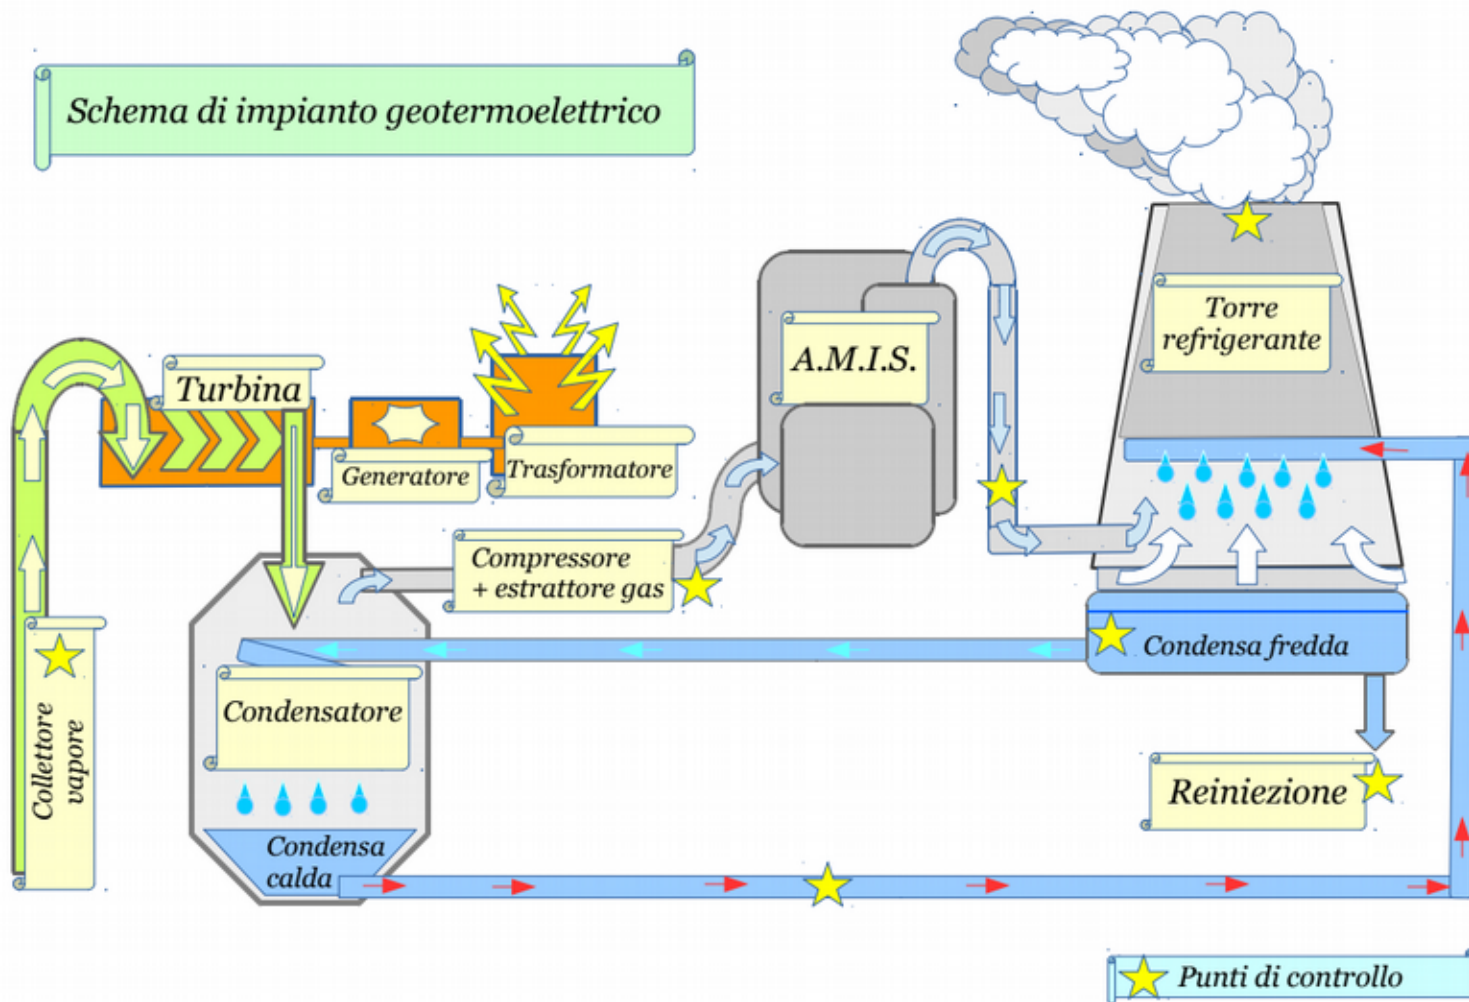 Schema di impianto geotermoelettrico
Torre
refrigerante
A.M.I.S.
Turbina
Generatore
Trasformatore
Compressore
+ estrattore gas
Condensa fredda
Collettore
vapore
Condensatore
Reiniezione
Condensa
calda
Punti di controllo